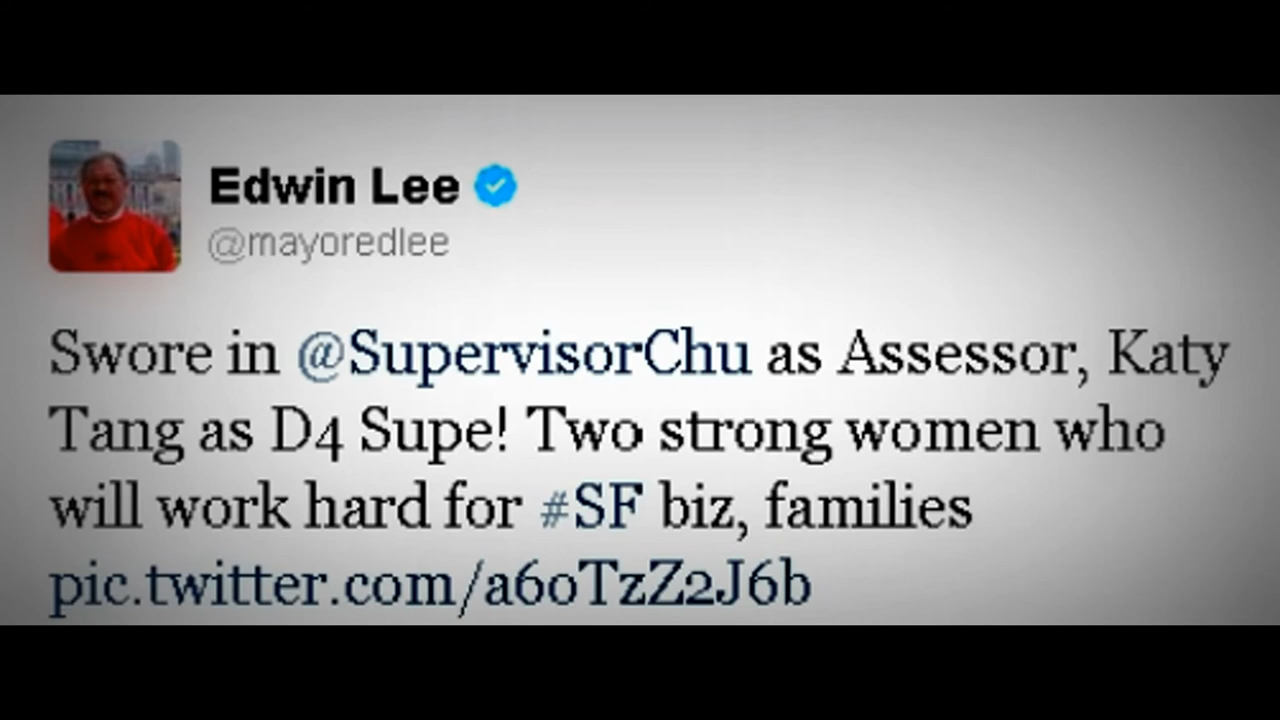 Edwin Lee
@mayoredlee
Swore in @SupervisorChu as Assessor, Katy
Tang as D4 Supe! Two strong women who
will work hard for #SF biz, families
pic.twitter.com/a6oTzZ2J6b